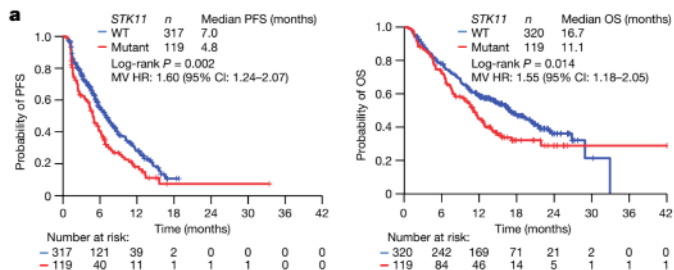 a
STK11 n Median PFS (months)
WT 317 7.0
Mutant 119 4.8
Log-rank P = 0.002
MV HR: 1.60 (95% CI: 1.24–2.07)
Probability of PFS
1.0
0.8
0.6
0.4
0.2
0
0 6 12 18 24 30 36 42
Time (months)
Number at risk:
317 121 39 2 0 0 0 0
119 40 11 1 1 1 0 0
STK11 n Median OS (months)
WT 320 16.7
Mutant 119 11.1
Log-rank P = 0.014
MV HR: 1.55 (95% CI: 1.18–2.05)
Probability of OS
1.0
0.8
0.6
0.4
0.2
0
0 6 12 18 24 30 36 42
Time (months)
Number at risk:
320 242 169 71 21 2 0 0
119 84 46 14 5 1 1 1